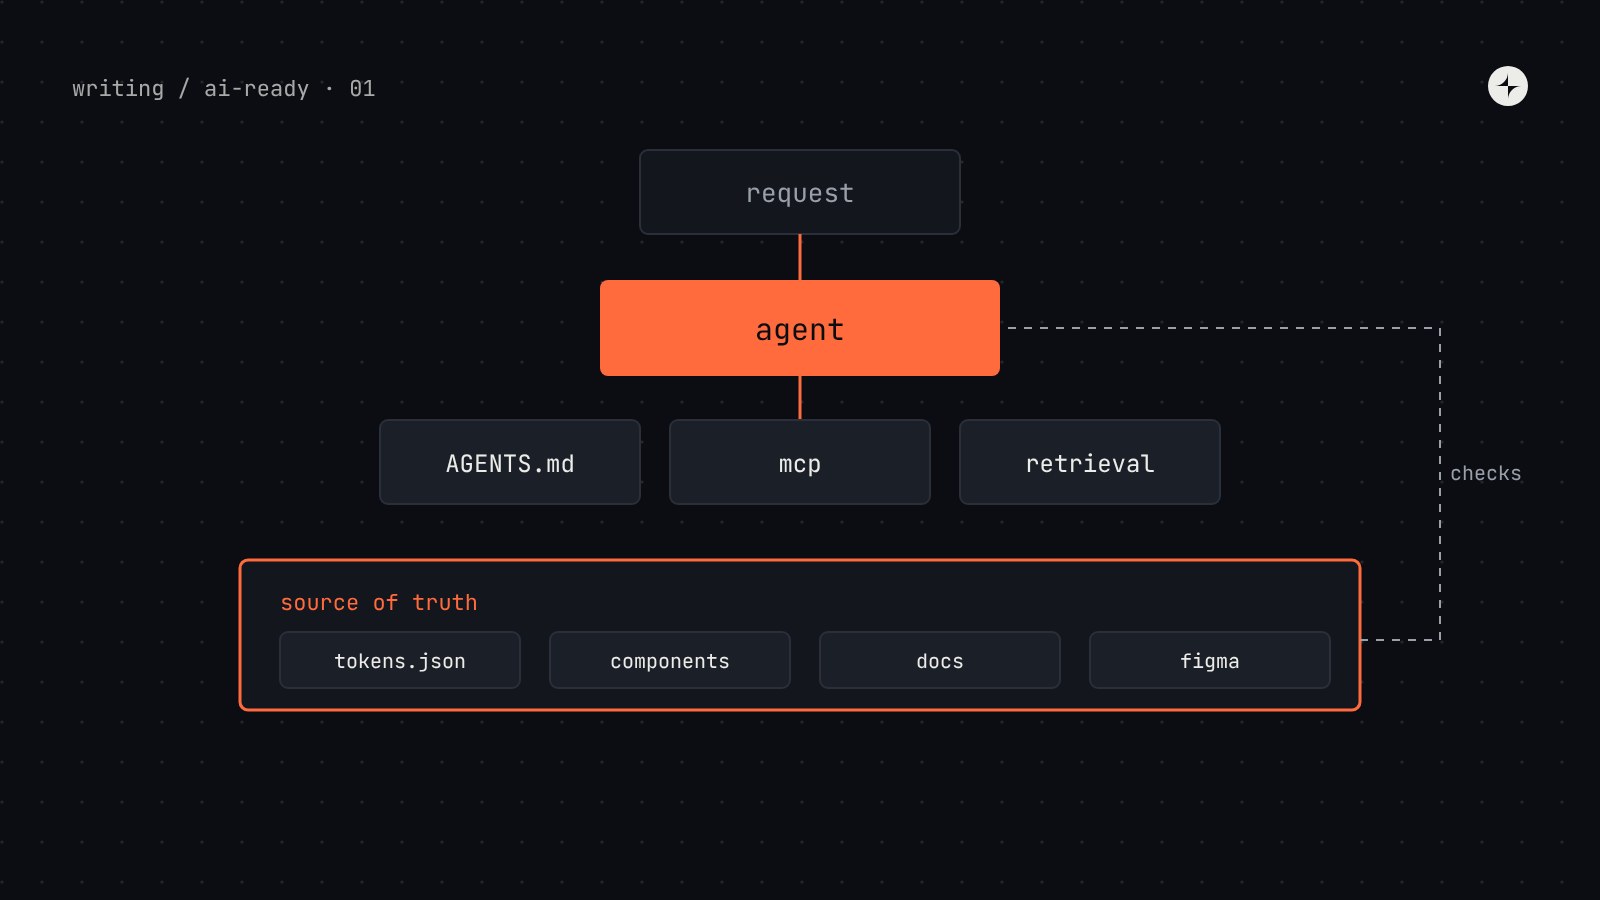 writing / ai-ready · 01
request
agent
AGENTS.md
mcp
retrieval
checks
source of truth
tokens.json
components
docs
figma